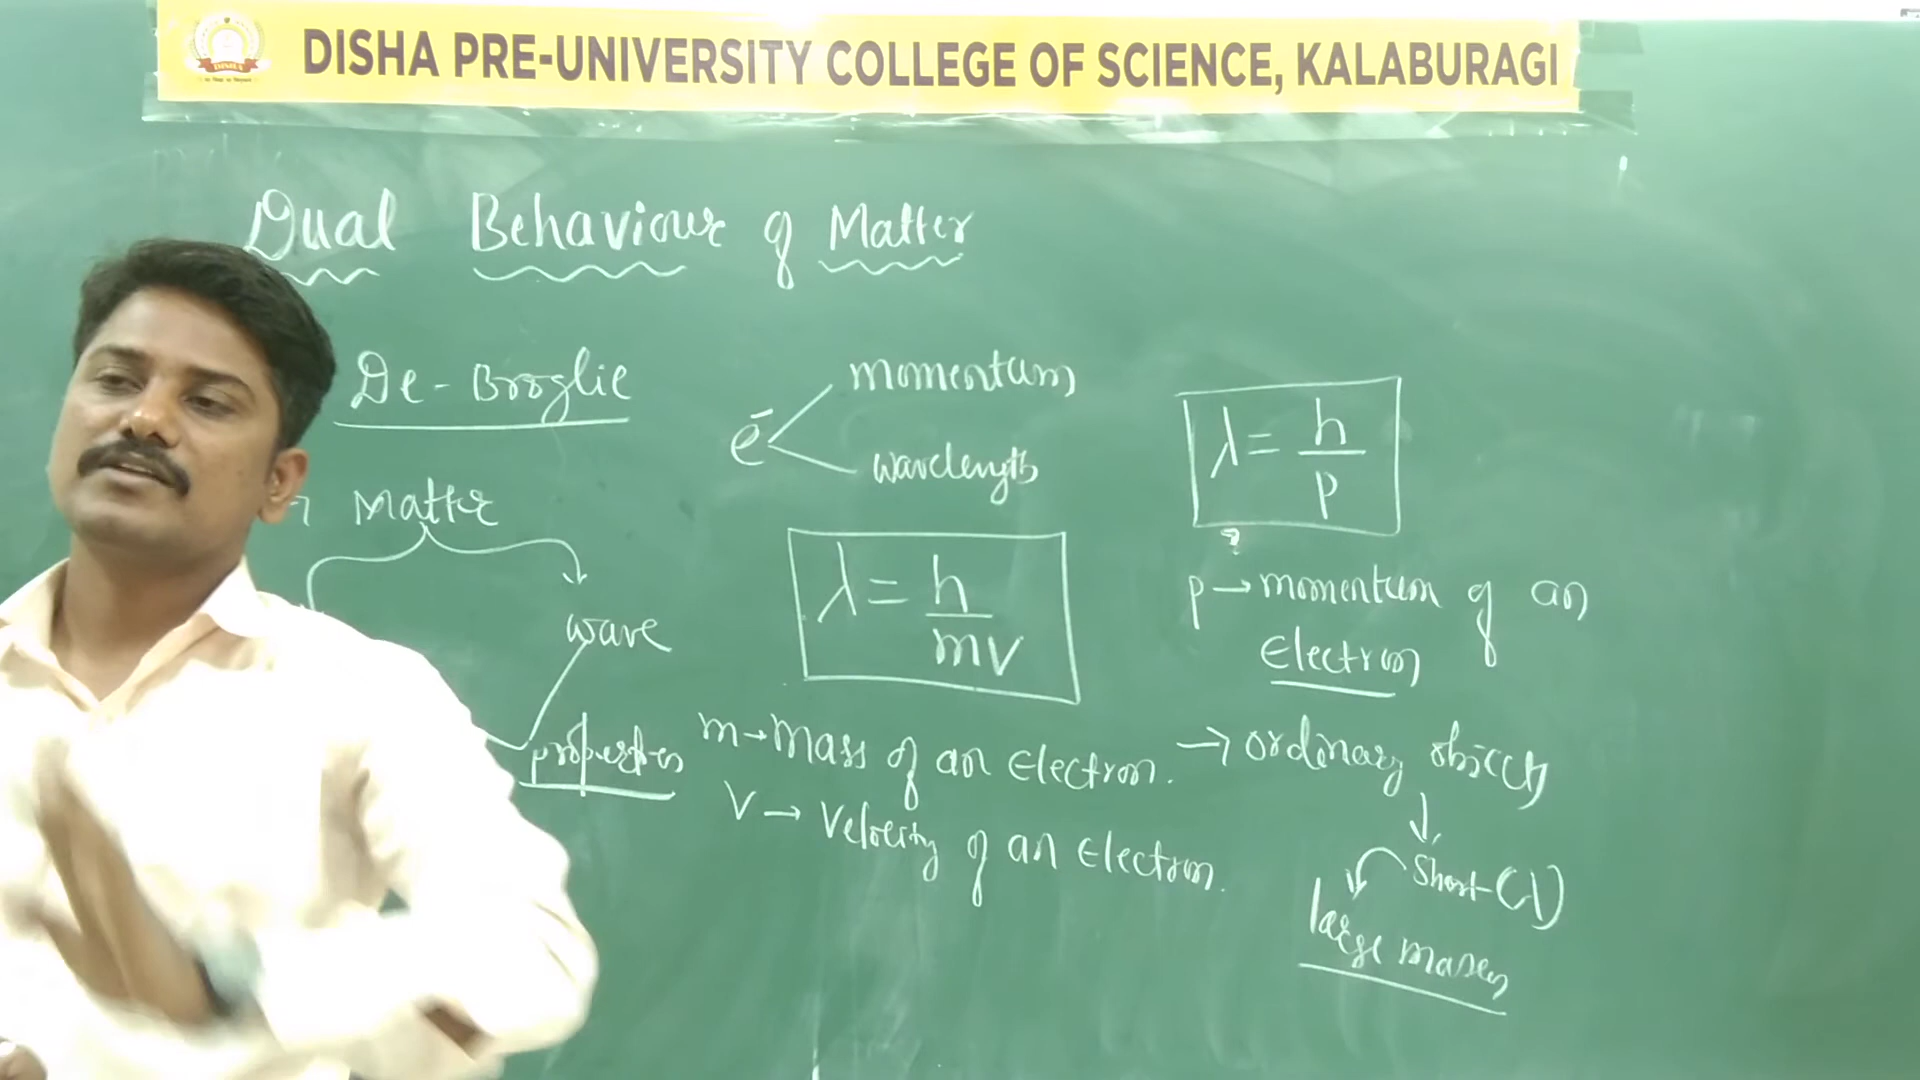 DISHA PRE-UNIVERSITY COLLEGE OF SCIENCE, KALABURAGI
DISHA
Dual Behaviour of Matter
De-Broglie
Matter
wave
properties
e⁻
momentum
wavelength
λ = h/mv
m → Mass of an Electron.
V → Velocity of an Electron.
λ = h/p
p → momentum of an
Electron
→ ordinary objects
↓
Short-(λ)
large masses